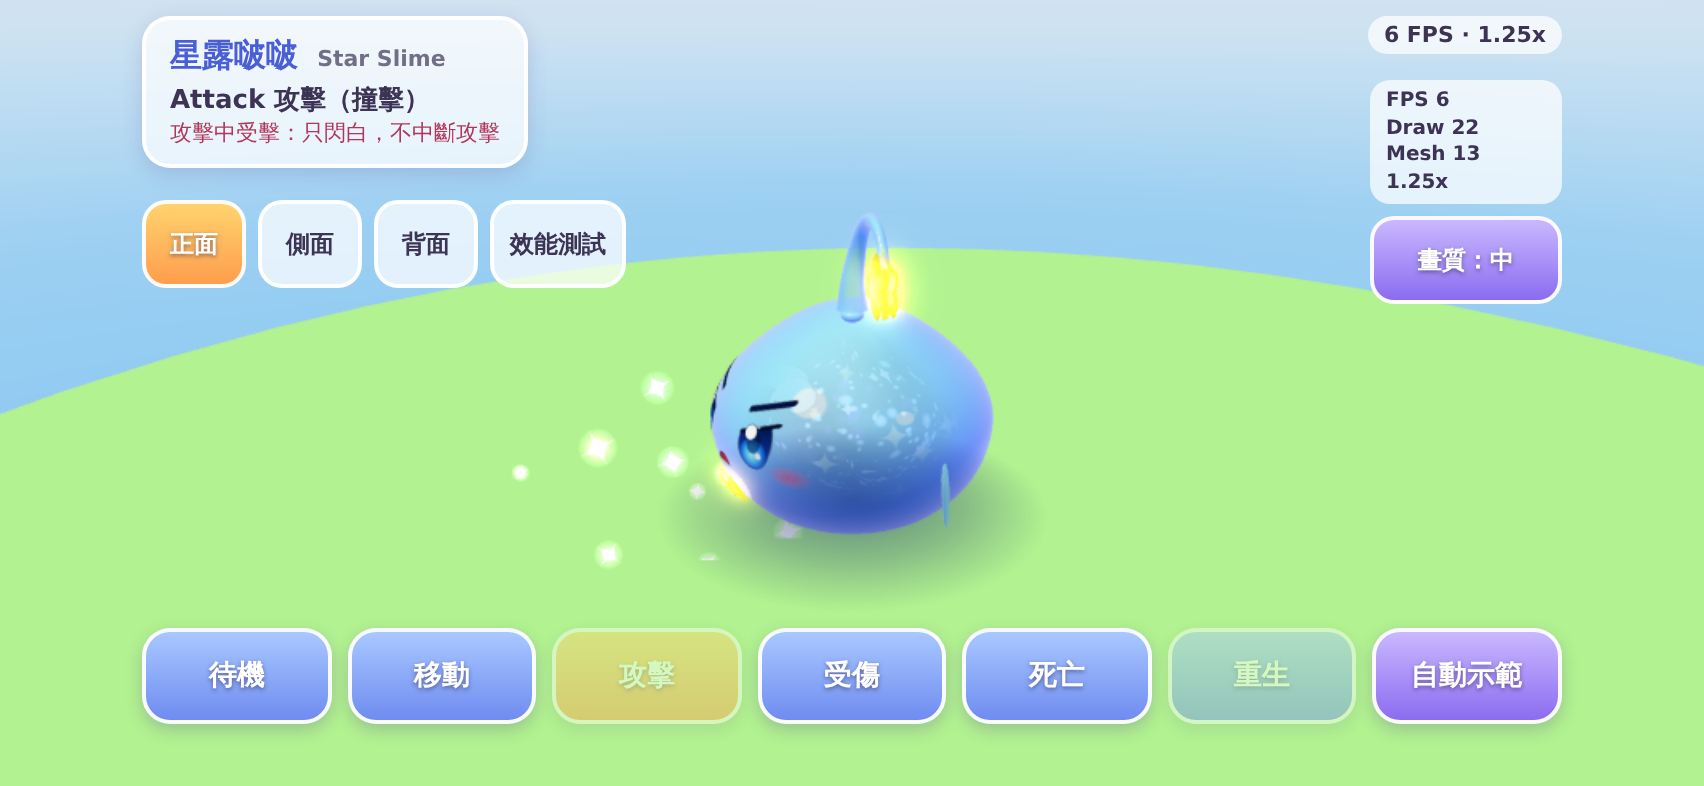 星露啵啵 Star Slime
Attack 攻擊（撞擊）
攻擊中受擊：只閃白，不中斷攻擊
6 FPS · 1.25x
FPS 6
Draw 22
Mesh 13
1.25x
正面 側面 背面 效能測試
畫質：中
待機 移動 攻擊 受傷 死亡 重生 自動示範